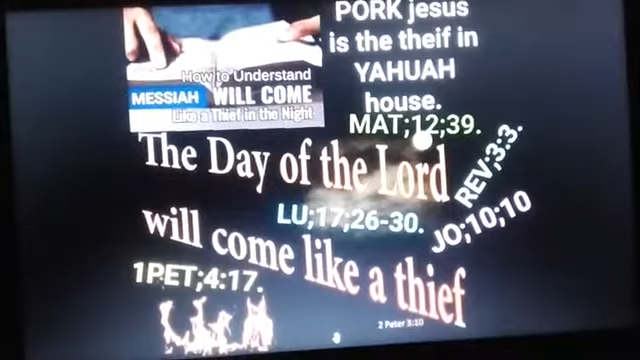 PORK jesus
is the theif in
YAHUAH
house.
How to Understand
MESSIAH WILL COME
Like a Thief in the Night
MAT;12;39.
REV;3:3.
The Day of the Lord
LU;17;26-30.
JO;10;10
will come like a thief
1PET;4:17.
2 Peter 3:10